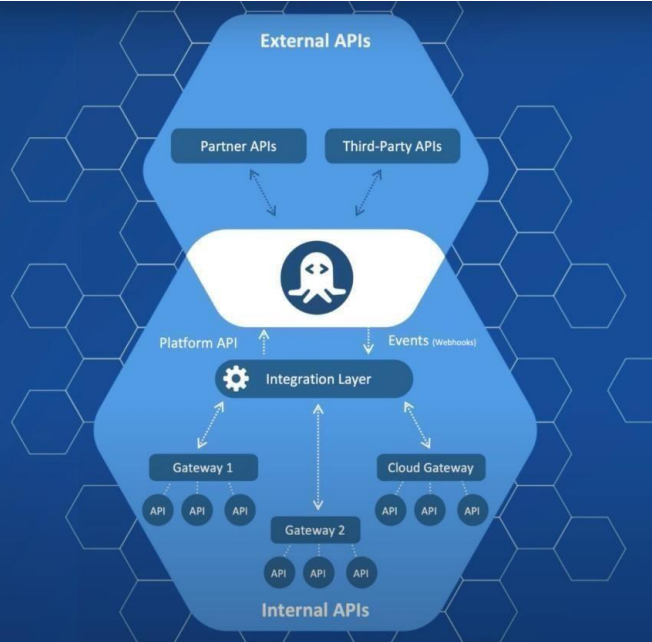 External APIs
Partner APIs
Third-Party APIs
< >
Platform API
Events (Webhooks)
Integration Layer
Gateway 1
Cloud Gateway
API API API
API API API
Gateway 2
API API API
Internal APIs